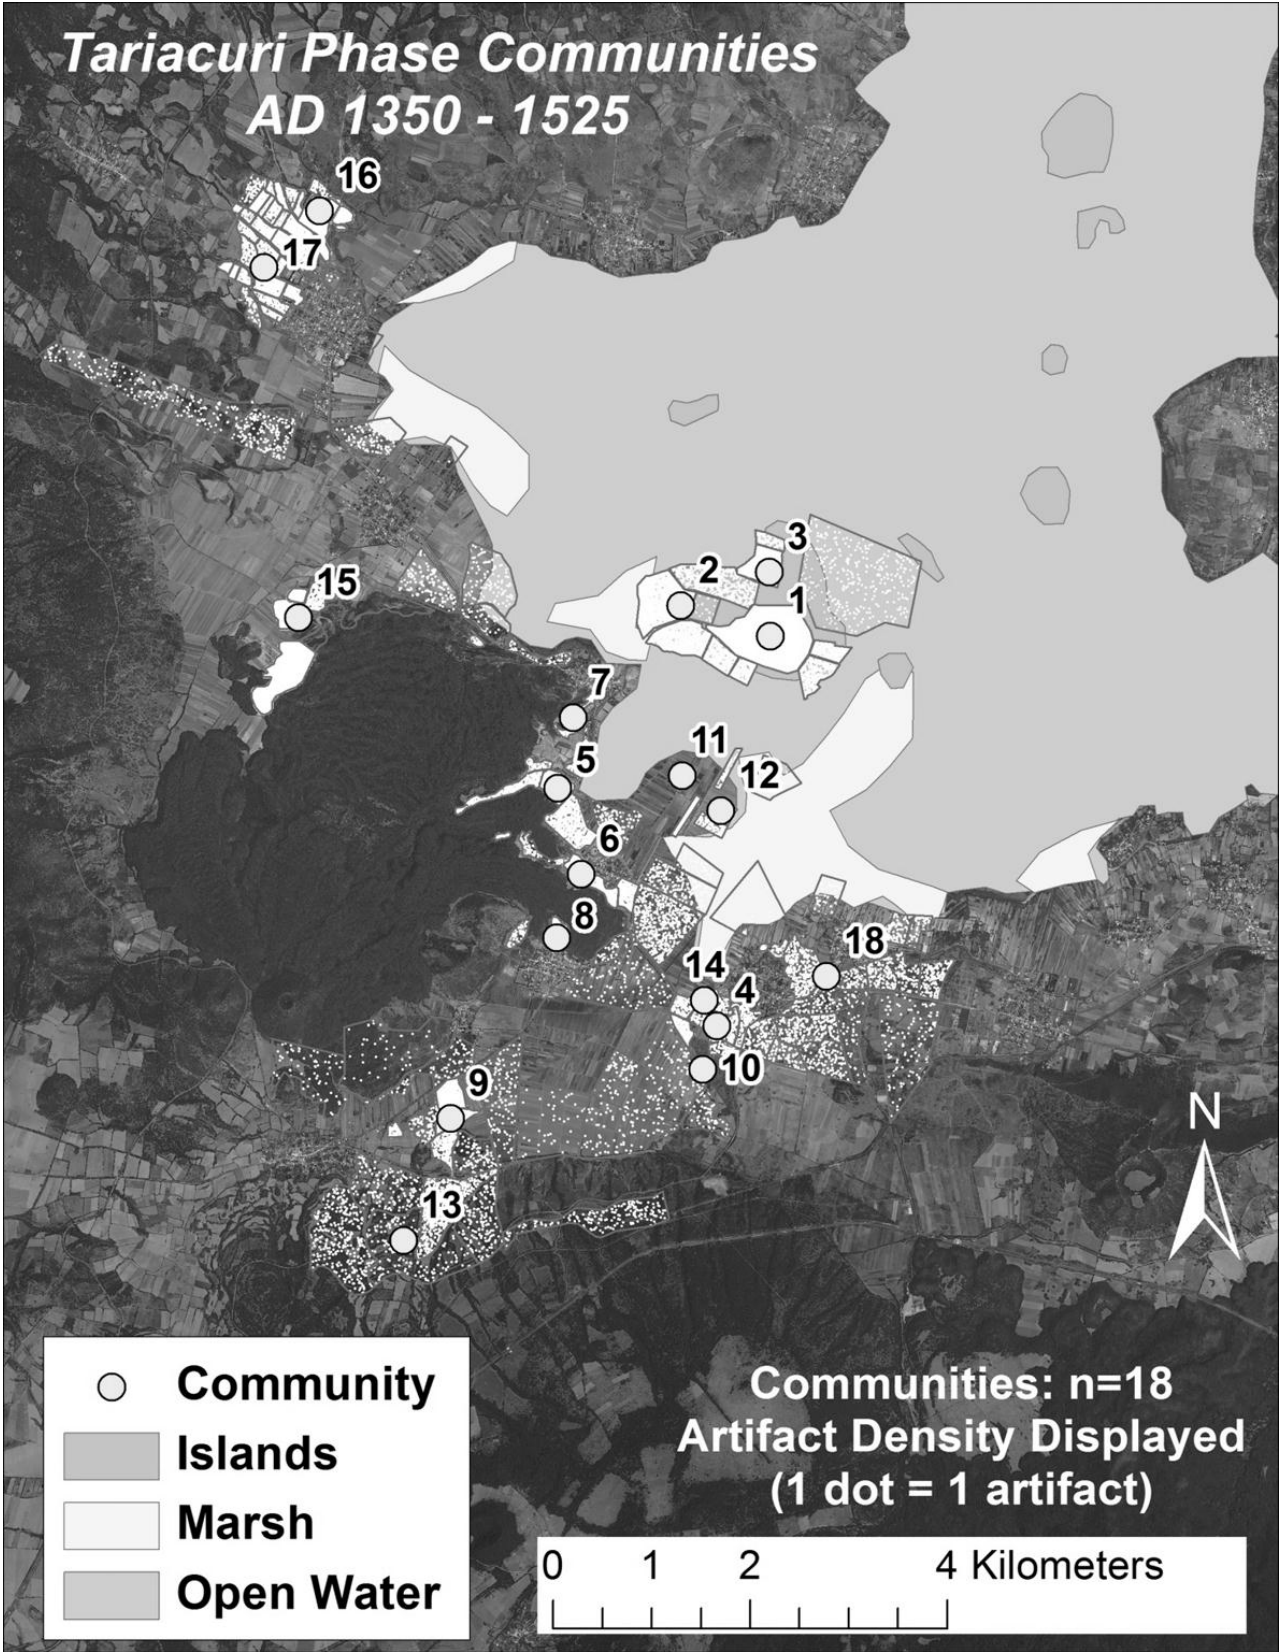 Tariacuri Phase Communities
AD 1350 - 1525
16
17
3
2
1
15
7
11
5
12
6
8
18
14
4
10
9
N
13
Community
Islands
Marsh
Open Water
Communities: n=18
Artifact Density Displayed
(1 dot = 1 artifact)
0 1 2 4 Kilometers